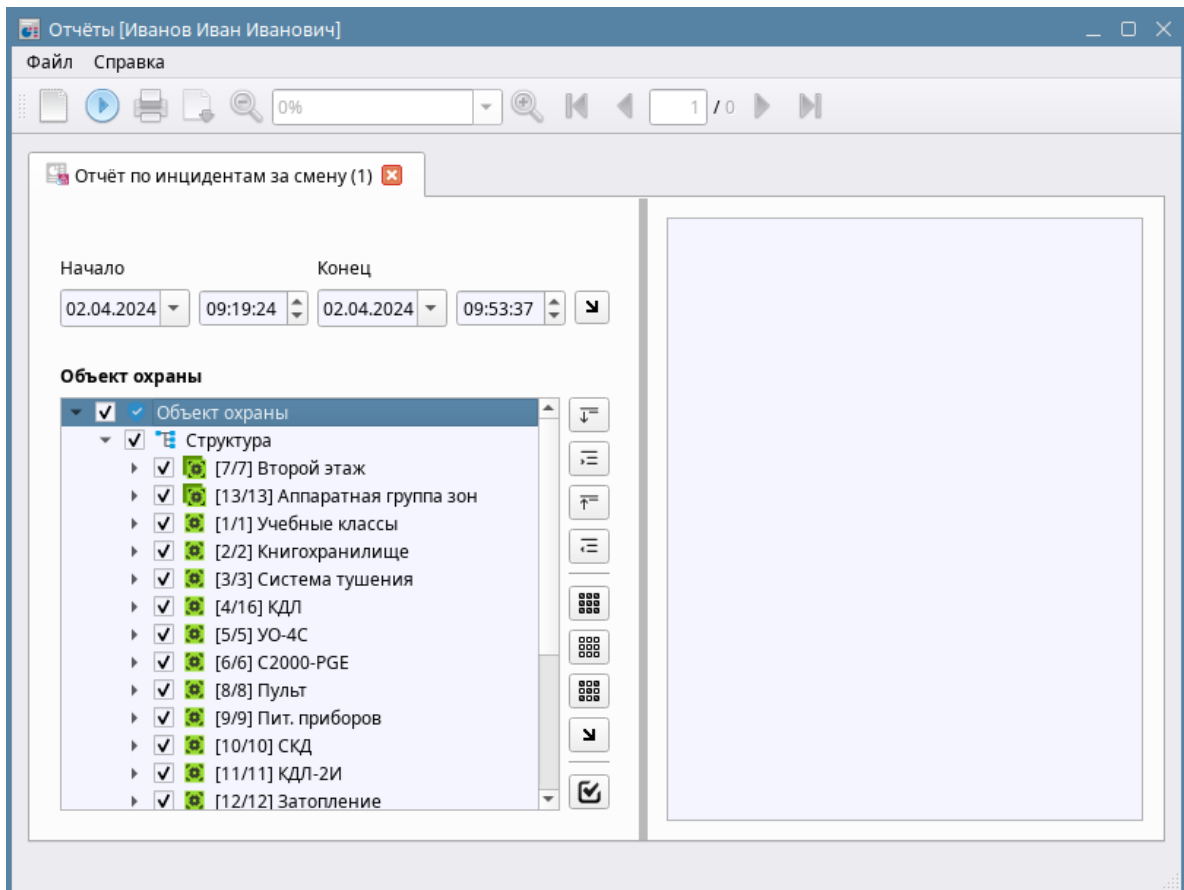 Отчёты [Иванов Иван Иванович]
Файл Справка
0% 1 / 0
Отчёт по инцидентам за смену (1)
Начало Конец
02.04.2024 09:19:24 02.04.2024 09:53:37
Объект охраны
Объект охраны
Структура
[7/7] Второй этаж
[13/13] Аппаратная группа зон
[1/1] Учебные классы
[2/2] Книгохранилище
[3/3] Система тушения
[4/16] КДЛ
[5/5] УО-4С
[6/6] С2000-PGE
[8/8] Пульт
[9/9] Пит. приборов
[10/10] СКД
[11/11] КДЛ-2И
[12/12] Затопление